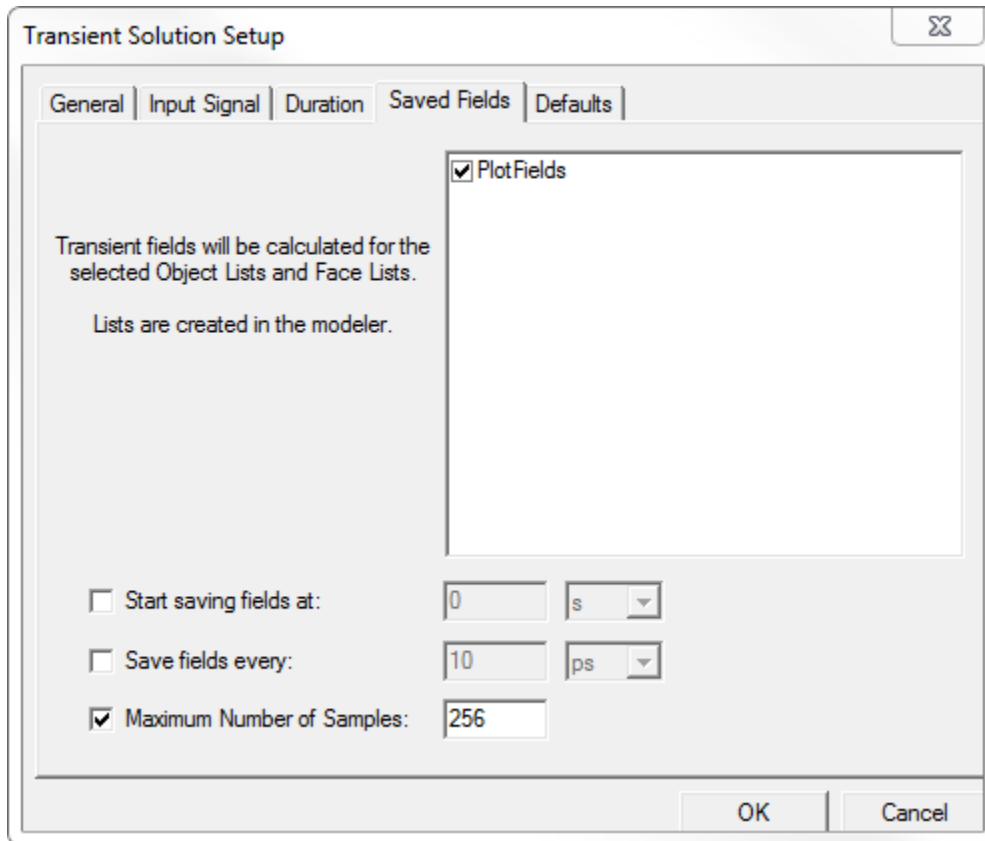 Transient Solution Setup
General Input Signal Duration Saved Fields Defaults
PlotFields
Transient fields will be calculated for the
selected Object Lists and Face Lists.
Lists are created in the modeler.
Start saving fields at: 0 s
Save fields every: 10 ps
Maximum Number of Samples: 256
OK Cancel